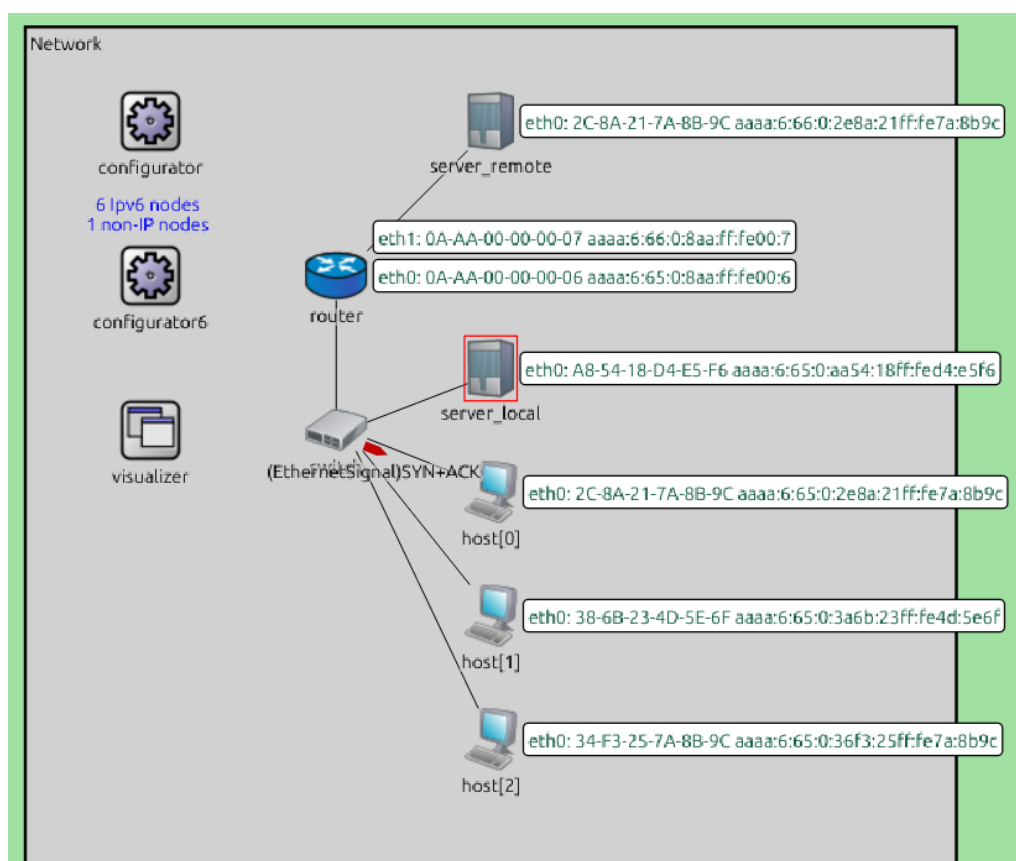 Network
eth0: 2C-8A-21-7A-8B-9C aaaa:6:66:0:2e8a:21ff:fe7a:8b9c
configurator
server_remote
6 Ipv6 nodes
1 non-IP nodes
eth1: 0A-AA-00-00-00-07 aaaa:6:66:0:8aa:ff:fe00:7
eth0: 0A-AA-00-00-00-06 aaaa:6:65:0:8aa:ff:fe00:6
configurator6
router
eth0: A8-54-18-D4-E5-F6 aaaa:6:65:0:aa54:18ff:fed4:e5f6
server_local
visualizer
(EthernetSignal)SYN+ACK
eth0: 2C-8A-21-7A-8B-9C aaaa:6:65:0:2e8a:21ff:fe7a:8b9c
host[0]
eth0: 38-6B-23-4D-5E-6F aaaa:6:65:0:3a6b:23ff:fe4d:5e6f
host[1]
eth0: 34-F3-25-7A-8B-9C aaaa:6:65:0:36f3:25ff:fe7a:8b9c
host[2]